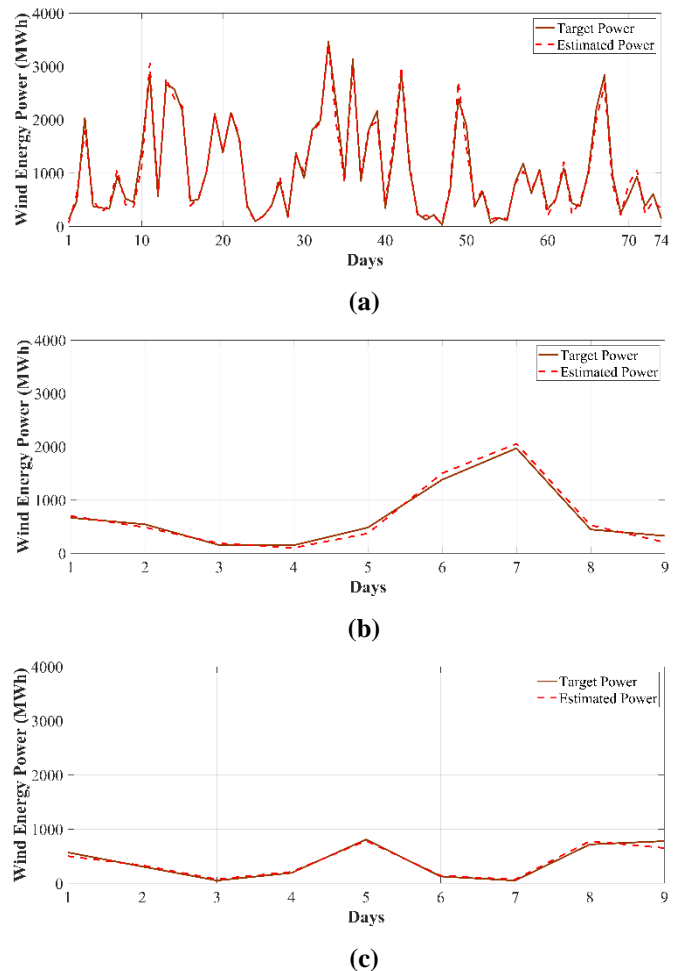 Wind Energy Power (MWh)
4000
3000
2000
1000
0
Target Power
Estimated Power
1 10 20 30 40 50 60 70 74
Days
(a)
Wind Energy Power (MWh)
4000
3000
2000
1000
0
Target Power
Estimated Power
1 2 3 4 5 6 7 8 9
Days
(b)
Wind Energy Power (MWh)
4000
3000
2000
1000
0
Target Power
Estimated Power
1 2 3 4 5 6 7 8 9
Days
(c)